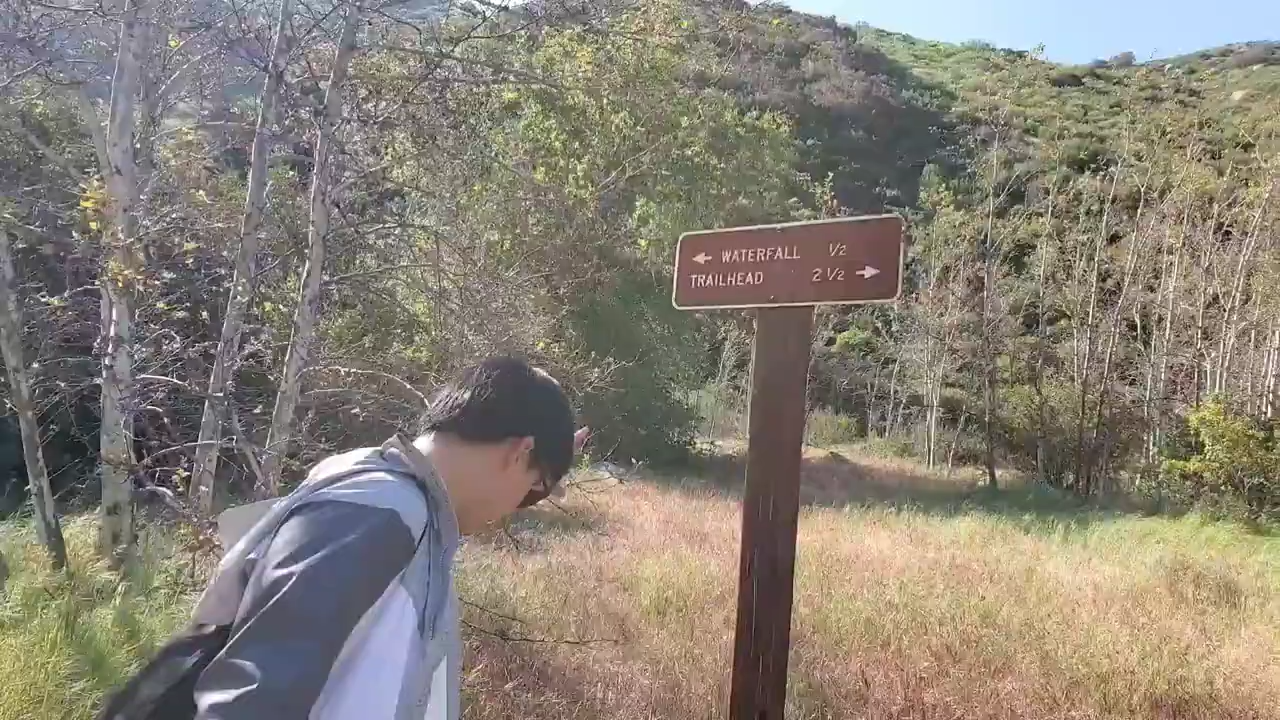 ← WATERFALL ½
TRAILHEAD 2 ½ →